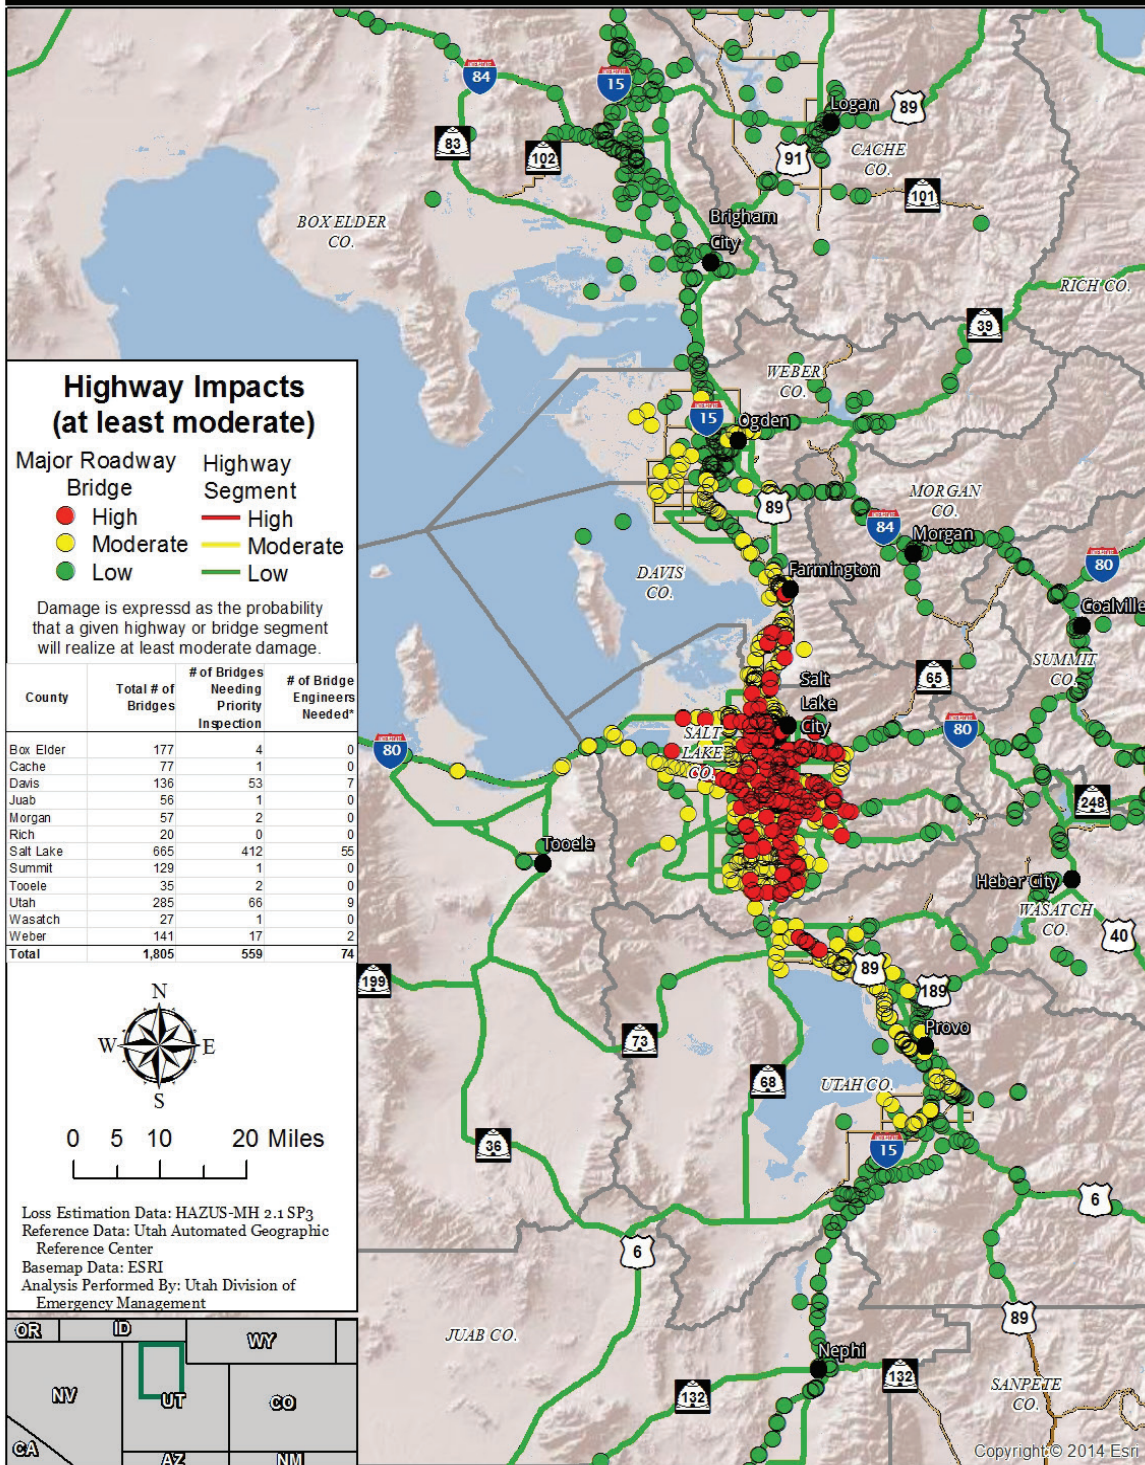 Highway Impacts
(at least moderate)
Major Roadway Bridge
High
Moderate
Low
Highway Segment
High
Moderate
Low
Damage is expressd as the probability
that a given highway or bridge segment
will realize at least moderate damage.
County Total # of Bridges # of Bridges Needing Priority Inspection # of Bridge Engineers Needed*
Box Elder 177 4 0
Cache 77 1 0
Davis 136 53 7
Juab 56 1 0
Morgan 57 2 0
Rich 20 0 0
Salt Lake 665 412 55
Summit 129 1 0
Tooele 35 2 0
Utah 285 66 9
Wasatch 27 1 0
Weber 141 17 2
Total 1,805 559 74
N
W E
S
0 5 10 20 Miles
Loss Estimation Data: HAZUS-MH 2.1 SP3
Reference Data: Utah Automated Geographic
Reference Center
Basemap Data: ESRI
Analysis Performed By: Utah Division of
Emergency Management
OR
ID
WY
NV
UT
CO
CA
AZ
NM
84
15
83
102
Logan
89
91
CACHE
CO.
101
BOX ELDER
CO.
Brigham
City
RICH CO.
39
WEBER
CO.
15
Ogden
89
MORGAN
CO.
84
Morgan
80
DAVIS
CO.
Farmington
Coalville
SUMMIT
CO.
65
Salt
Lake
City
SALT
LAKE
CO.
80
80
248
Tooele
Heber City
WASATCH
CO.
40
199
89
189
73
Provo
68
UTAH CO.
36
15
6
6
89
JUAB CO.
Nephi
132
132
SANPETE
CO.
Copyright:© 2014 Esri